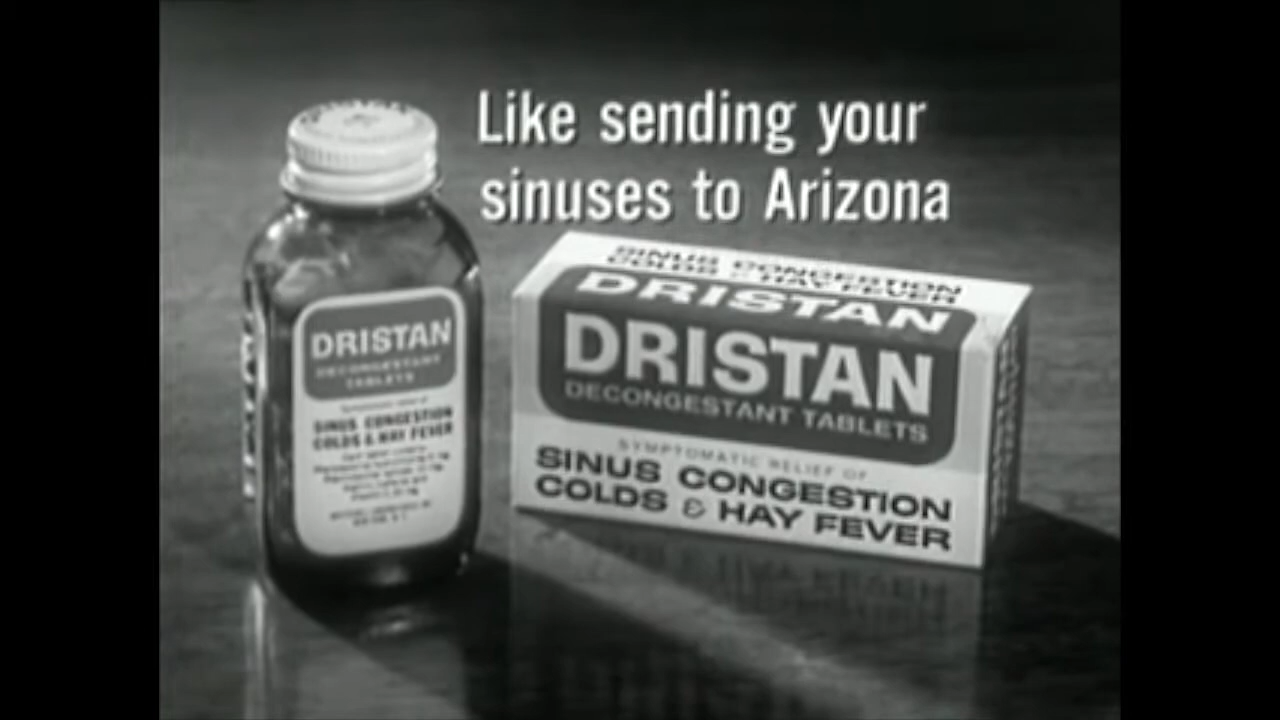 Like sending your
sinuses to Arizona
SINUS CONGESTION
COLDS & HAY FEVER
DRISTAN
DRISTAN
DECONGESTANT TABLETS
SYMPTOMATIC RELIEF OF
SINUS CONGESTION
COLDS & HAY FEVER
DRISTAN
DECONGESTANT
TABLETS
SINUS CONGESTION
COLDS & HAY FEVER